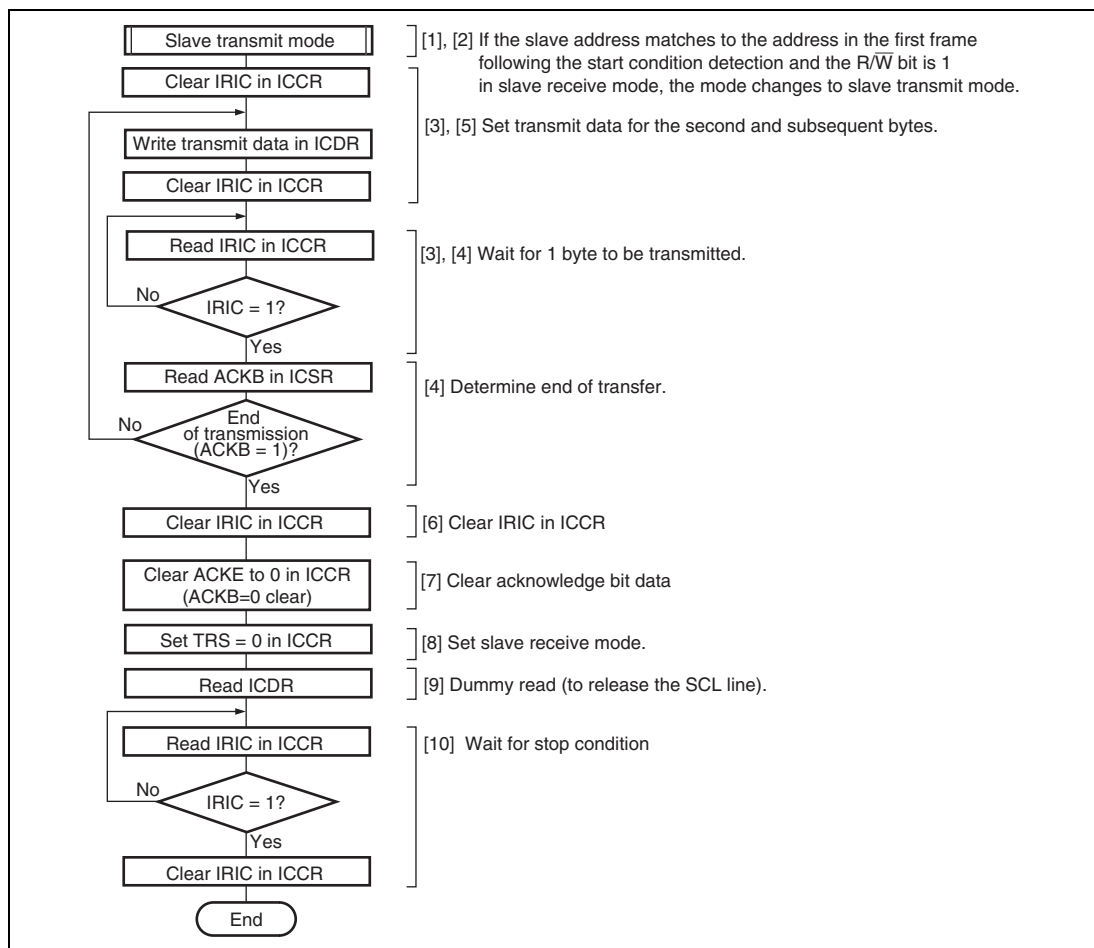 Slave transmit mode
[1], [2] If the slave address matches to the address in the first frame
following the start condition detection and the R/W̅ bit is 1
in slave receive mode, the mode changes to slave transmit mode.
Clear IRIC in ICCR
[3], [5] Set transmit data for the second and subsequent bytes.
Write transmit data in ICDR
Clear IRIC in ICCR
Read IRIC in ICCR
[3], [4] Wait for 1 byte to be transmitted.
No
IRIC = 1?
Yes
Read ACKB in ICSR
[4] Determine end of transfer.
No
End
of transmission
(ACKB = 1)?
Yes
Clear IRIC in ICCR
[6] Clear IRIC in ICCR
Clear ACKE to 0 in ICCR
(ACKB=0 clear)
[7] Clear acknowledge bit data
Set TRS = 0 in ICCR
[8] Set slave receive mode.
Read ICDR
[9] Dummy read (to release the SCL line).
Read IRIC in ICCR
[10] Wait for stop condition
No
IRIC = 1?
Yes
Clear IRIC in ICCR
End